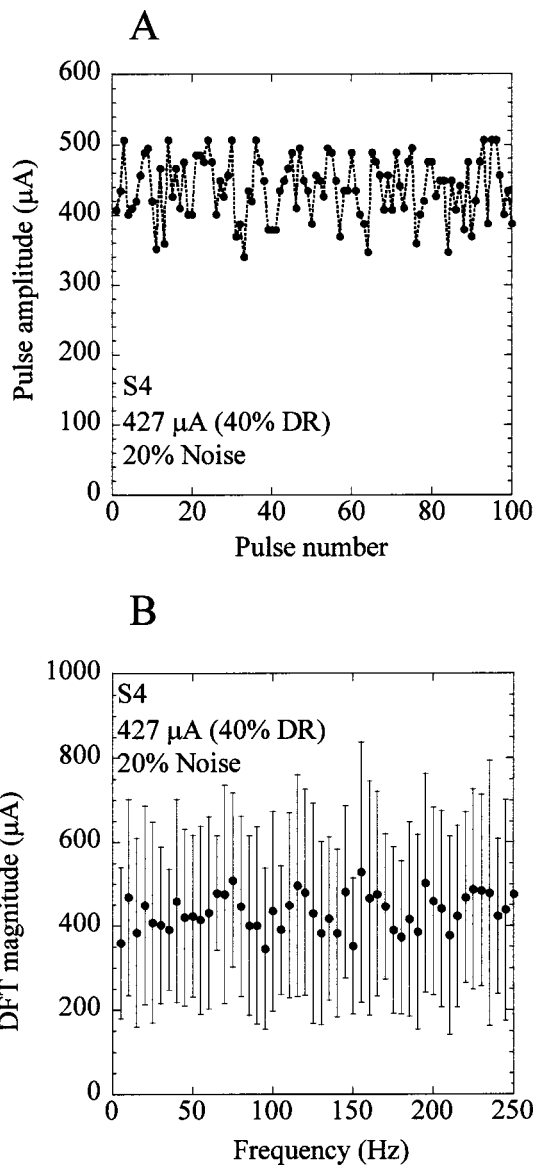 A
600
500
400
300
200
100
0
Pulse amplitude (µA)
S4
427 µA (40% DR)
20% Noise
0 20 40 60 80 100
Pulse number
B
1000
800
600
400
200
0
DFT magnitude (µA)
S4
427 µA (40% DR)
20% Noise
0 50 100 150 200 250
Frequency (Hz)